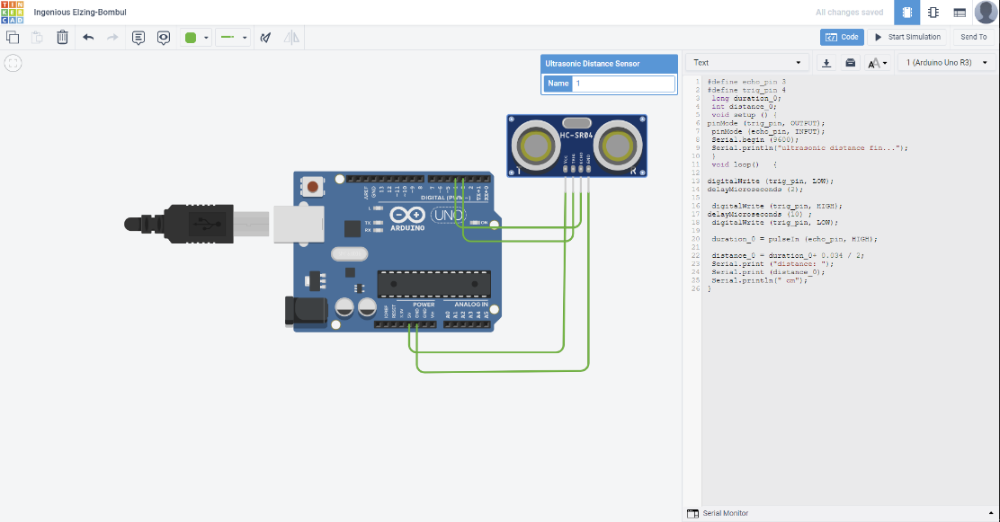 TIN
KER
CAD
Ingenious Elzing-Bombul
All changes saved
Code
Start Simulation
Send To
Ultrasonic Distance Sensor
Name 1
Text
1 (Arduino Uno R3)
1 #define echo_pin 3
2 #define trig_pin 4
3 long duration_0;
4 int distance_0;
5 void setup () {
6 pinMode (trig_pin, OUTPUT);
7 pinMode (echo_pin, INPUT);
8 Serial.begin (9600);
9 Serial.println("ultrasonic distance fin...");
10 }
11 void loop() {
12
13 digitalWrite (trig_pin, LOW);
14 delayMicroseconds (2);
15
16 digitalWrite (trig_pin, HIGH);
17 delayMicroseconds (10) ;
18 digitalWrite (trig_pin, LOW);
19
20 duration_0 = pulseIn (echo_pin, HIGH);
21
22 distance_0 = duration_0* 0.034 / 2;
23 Serial.print ("distance: ");
24 Serial.print (distance_0);
25 Serial.println(" cm");
26 }
HC-SR04
VCC TRIG ECHO GND
T R
AREF GND 13 12 ~11 ~10 ~9 8 7 ~6 ~5 4 ~3 2 TX→1 RX←0
DIGITAL (PWM~)
L
TX
RX
UNO
ON
ARDUINO
POWER ANALOG IN
IOREF RESET 3.3V 5V GND GND Vin A0 A1 A2 A3 A4 A5
Serial Monitor